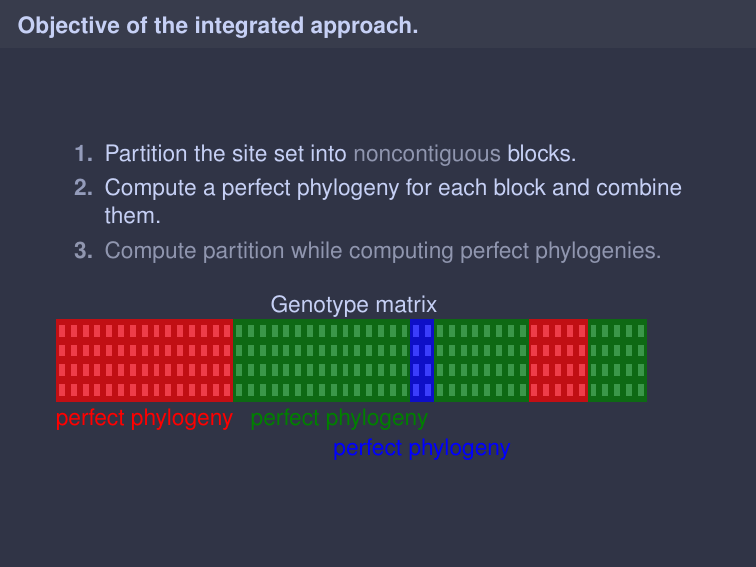 Objective of the integrated approach.
1. Partition the site set into noncontiguous blocks.
2. Compute a perfect phylogeny for each block and combine
them.
3. Compute partition while computing perfect phylogenies.
Genotype matrix
perfect phylogeny perfect phylogeny
perfect phylogeny